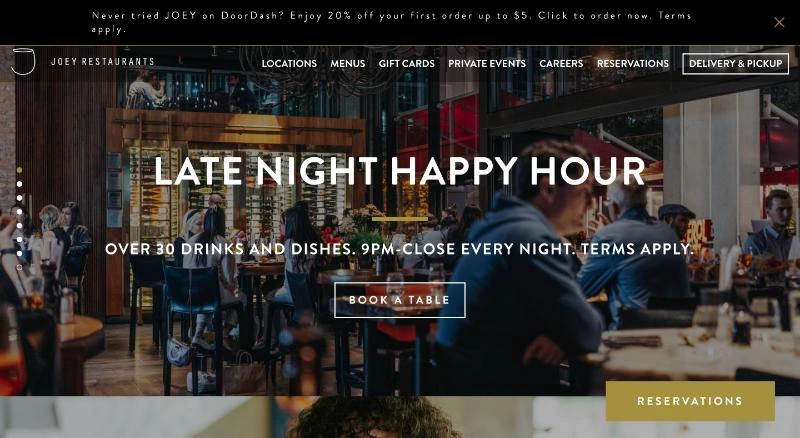 Never tried JOEY on DoorDash? Enjoy 20% off your first order up to $5. Click to order now. Terms
apply.
JOEY RESTAURANTS
LOCATIONS MENUS GIFT CARDS PRIVATE EVENTS CAREERS RESERVATIONS DELIVERY & PICKUP
LATE NIGHT HAPPY HOUR
OVER 30 DRINKS AND DISHES. 9PM-CLOSE EVERY NIGHT. TERMS APPLY.
BOOK A TABLE
RESERVATIONS